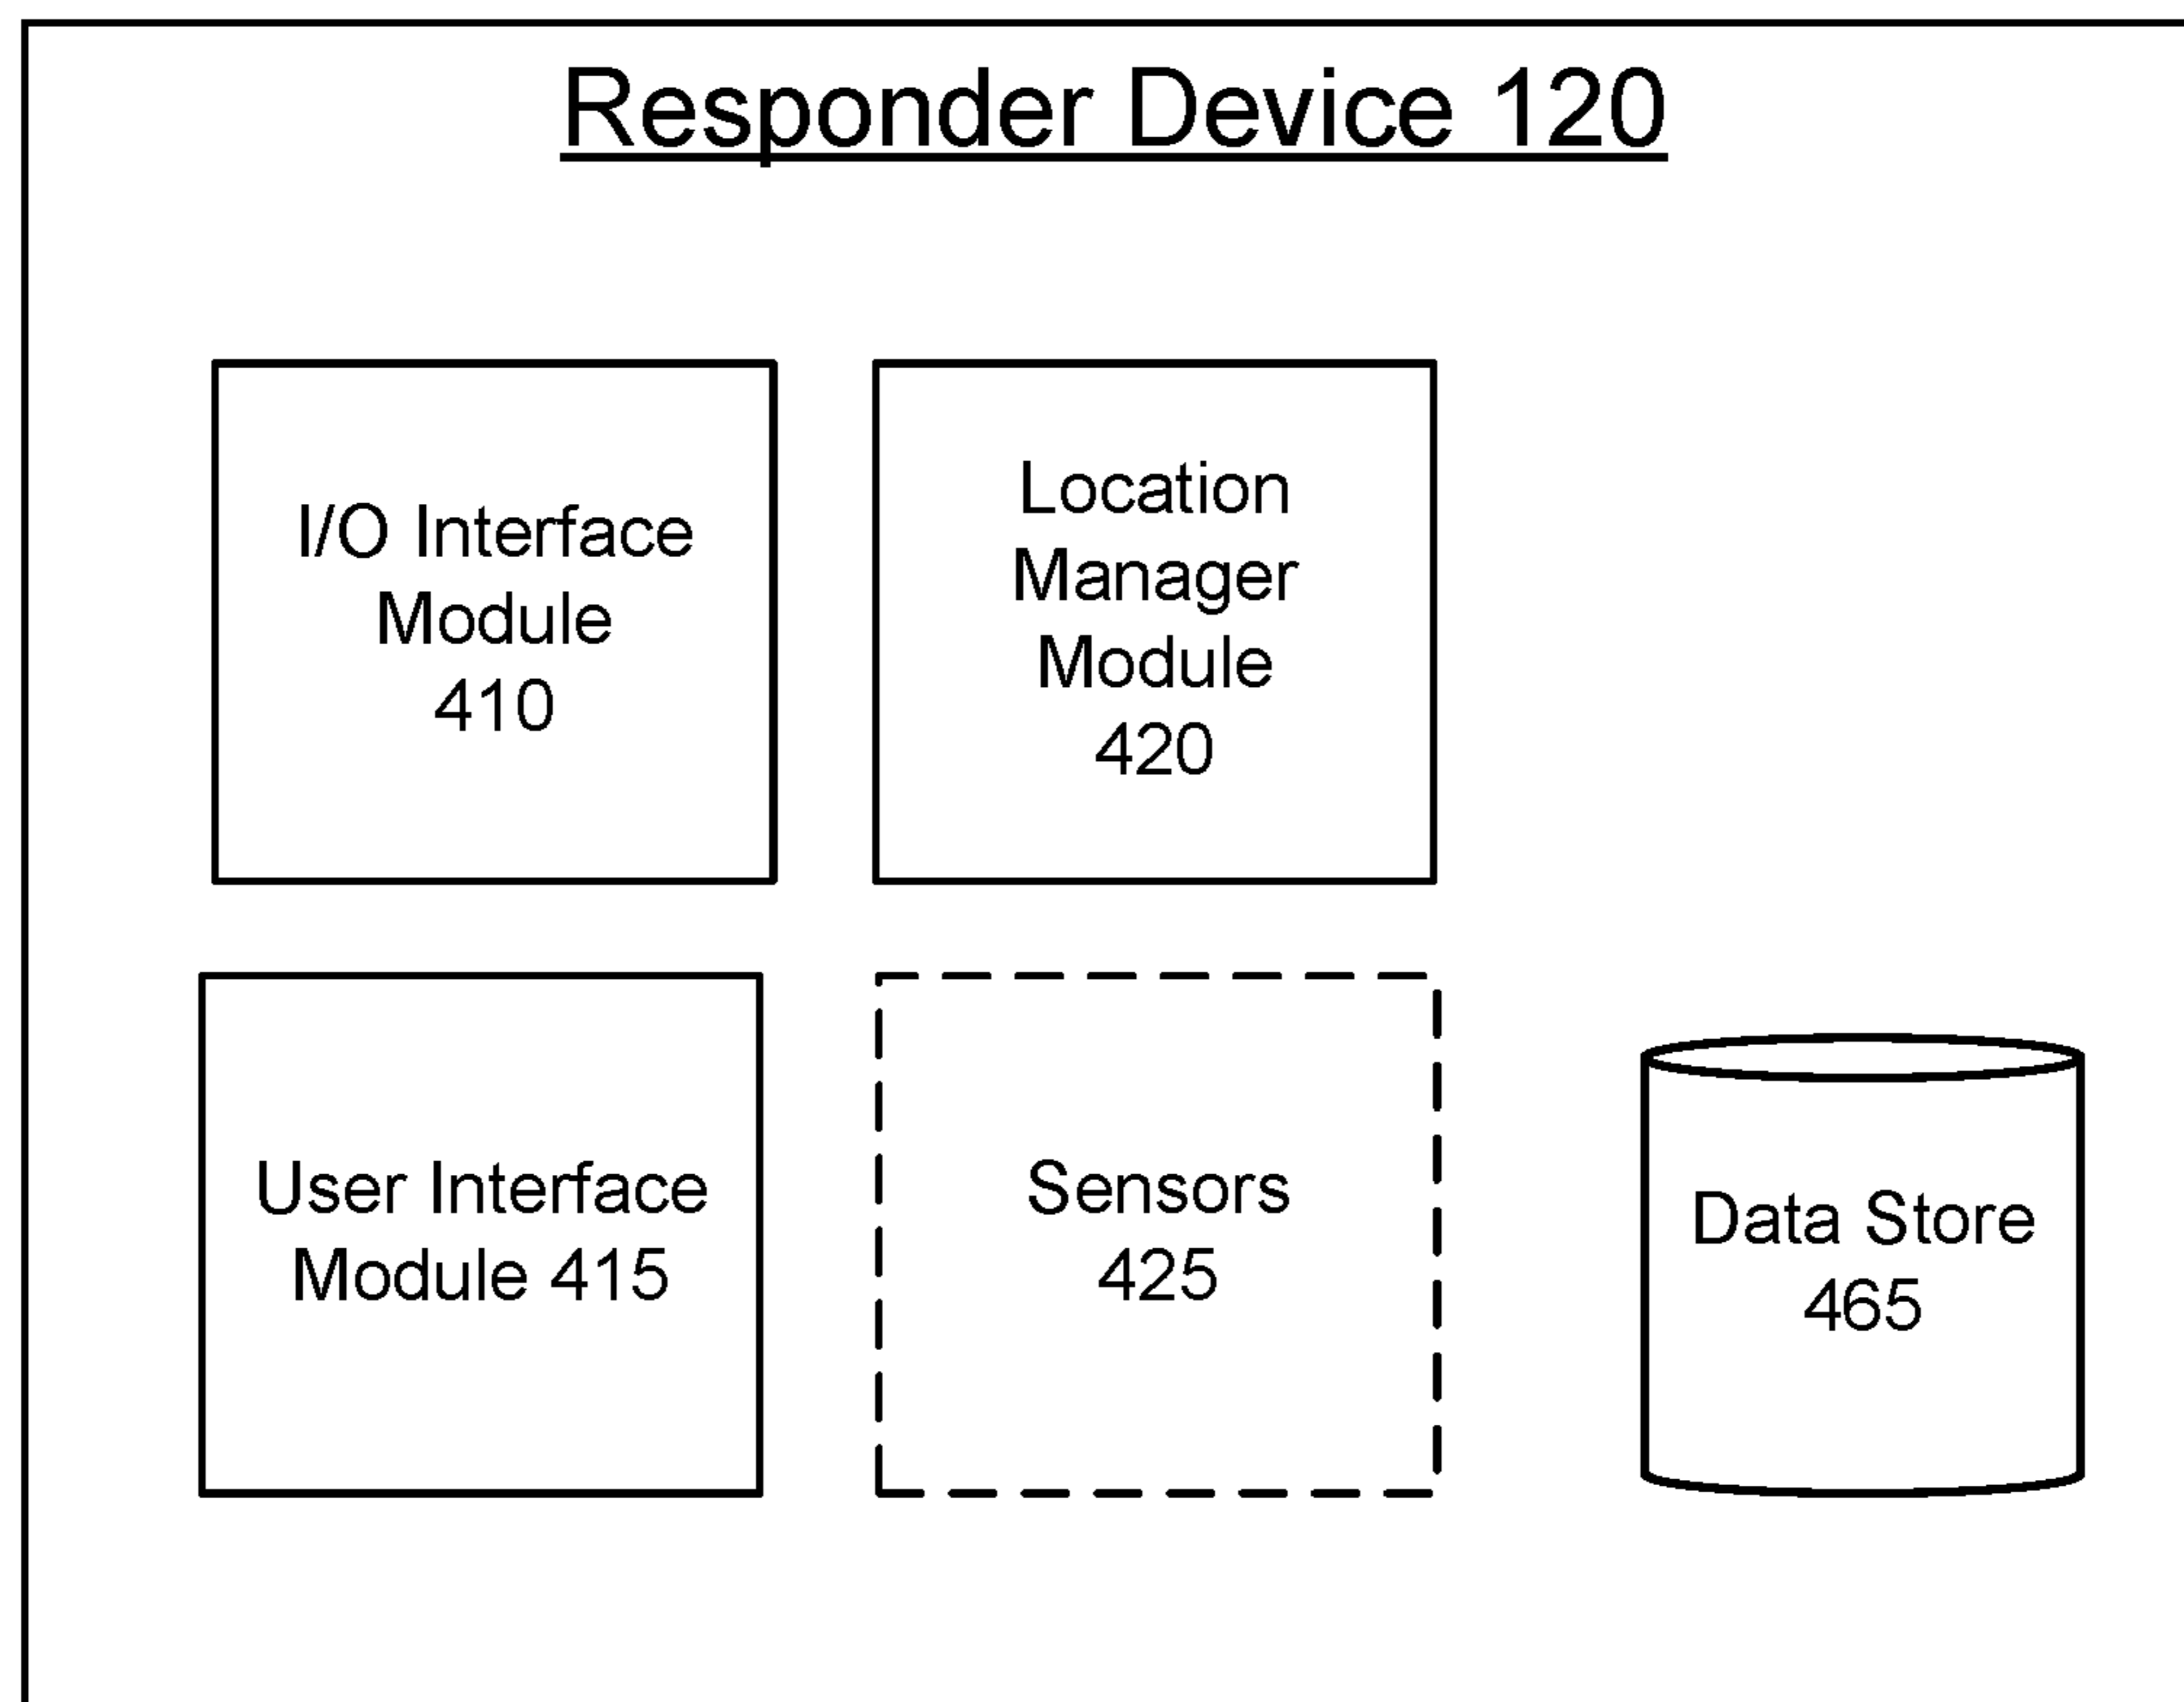 Responder Device 120
I/O Interface
Module
410
Location
Manager
Module
420
User Interface
Module 415
Sensors
425
Data Store
465